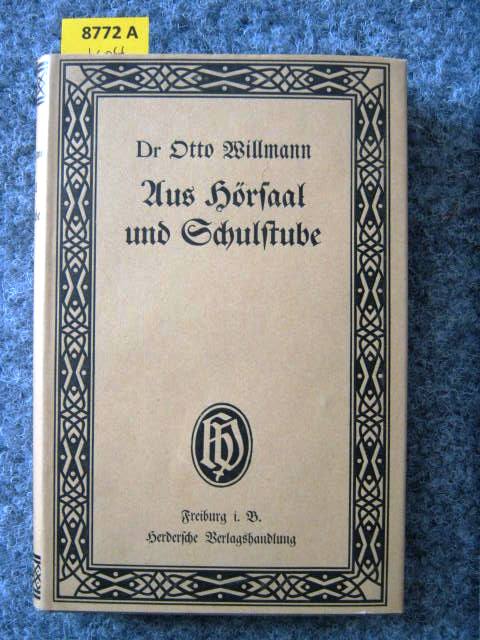 8772 A
Dr Otto Willmann
Aus Hörſaal
und Schulſtube
Freiburg i. B.
Herderſche Verlagshandlung